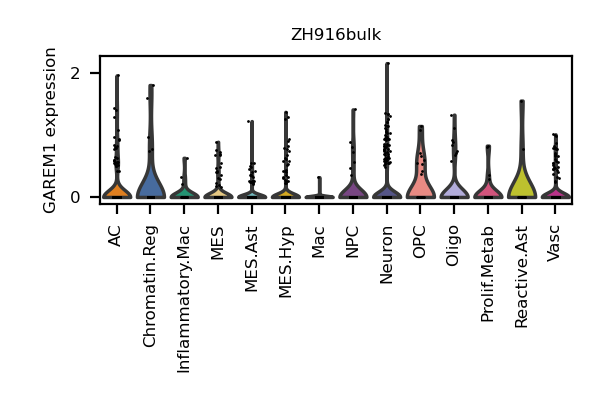 ZH916bulk
GAREM1 expression
2
0
AC
Chromatin.Reg
Inflammatory.Mac
MES
MES.Ast
MES.Hyp
Mac
NPC
Neuron
OPC
Oligo
Prolif.Metab
Reactive.Ast
Vasc